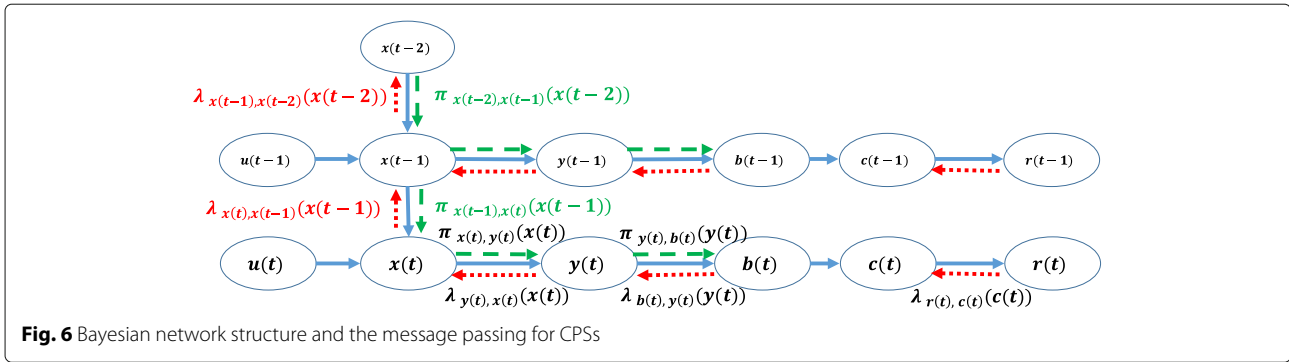 x(t−2)
λ x(t−1),x(t−2)(x(t−2)) π x(t−2),x(t−1)(x(t−2))
u(t−1) x(t−1) y(t−1) b(t−1) c(t−1) r(t−1)
λ x(t),x(t−1)(x(t−1)) π x(t−1),x(t)(x(t−1))
π x(t),y(t)(x(t)) π y(t),b(t)(y(t))
u(t) x(t) y(t) b(t) c(t) r(t)
λ y(t),x(t)(x(t)) λ b(t),y(t)(y(t)) λ r(t),c(t)(c(t))
Fig. 6 Bayesian network structure and the message passing for CPSs